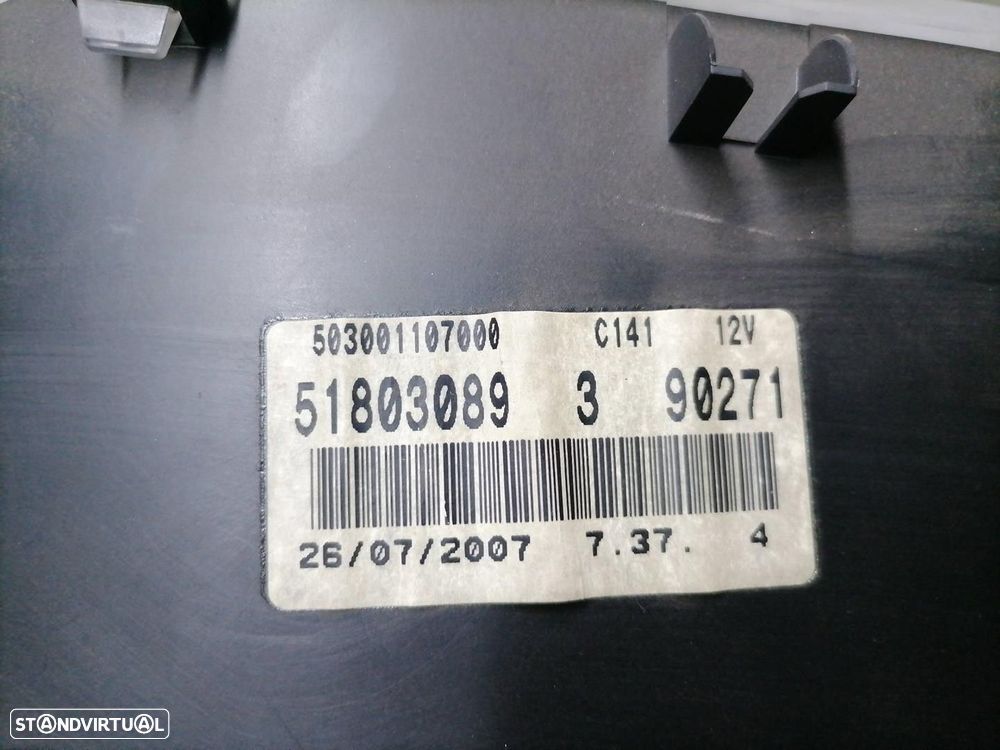 503001107000 C141 12V
51803089 3 90271
26/07/2007 7.37. 4
STANDVIRTUAL